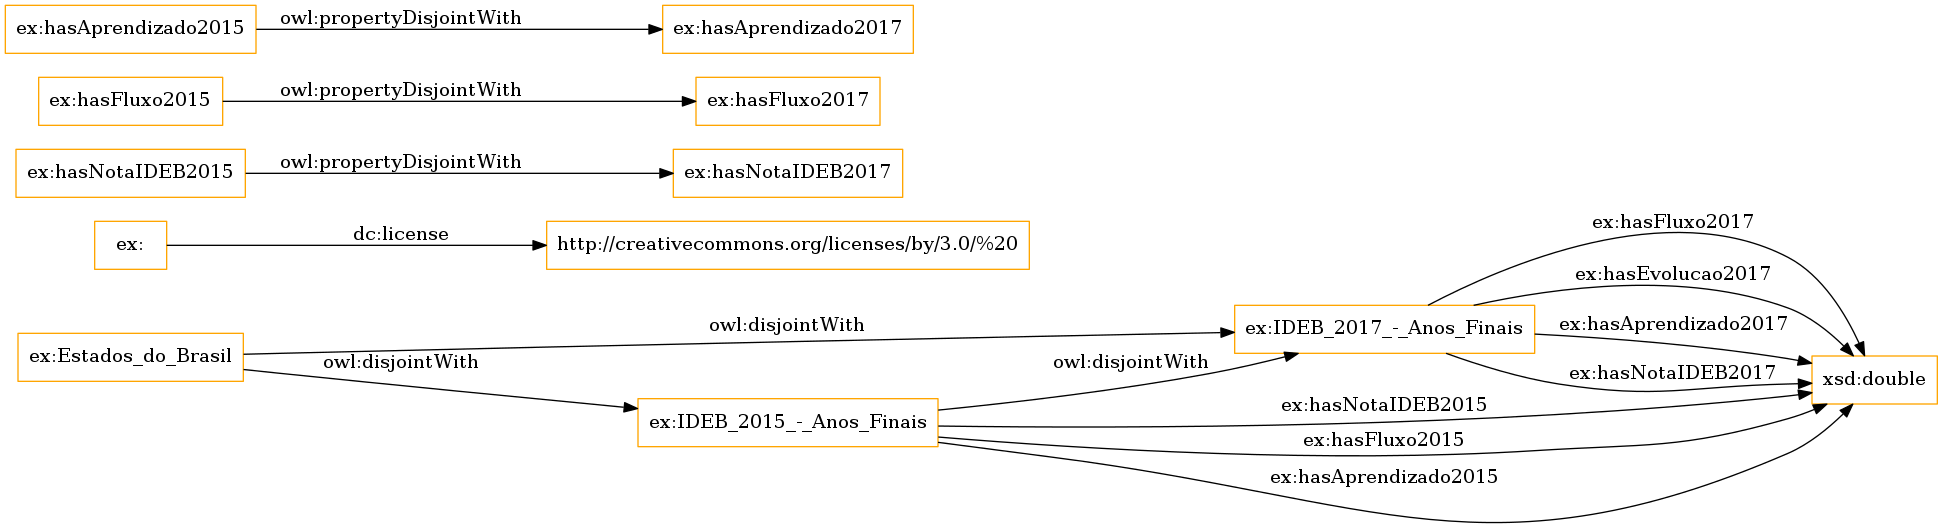 ex:hasAprendizado2015 owl:propertyDisjointWith ex:hasAprendizado2017
ex:hasFluxo2015 owl:propertyDisjointWith ex:hasFluxo2017
ex:hasNotaIDEB2015 owl:propertyDisjointWith ex:hasNotaIDEB2017
ex: dc:license http://creativecommons.org/licenses/by/3.0/%20
ex:hasFluxo2017
ex:hasEvolucao2017
ex:Estados_do_Brasil owl:disjointWith ex:IDEB_2017_-_Anos_Finais ex:hasAprendizado2017
owl:disjointWith owl:disjointWith ex:hasNotaIDEB2017 xsd:double
ex:IDEB_2015_-_Anos_Finais ex:hasNotaIDEB2015
ex:hasFluxo2015
ex:hasAprendizado2015